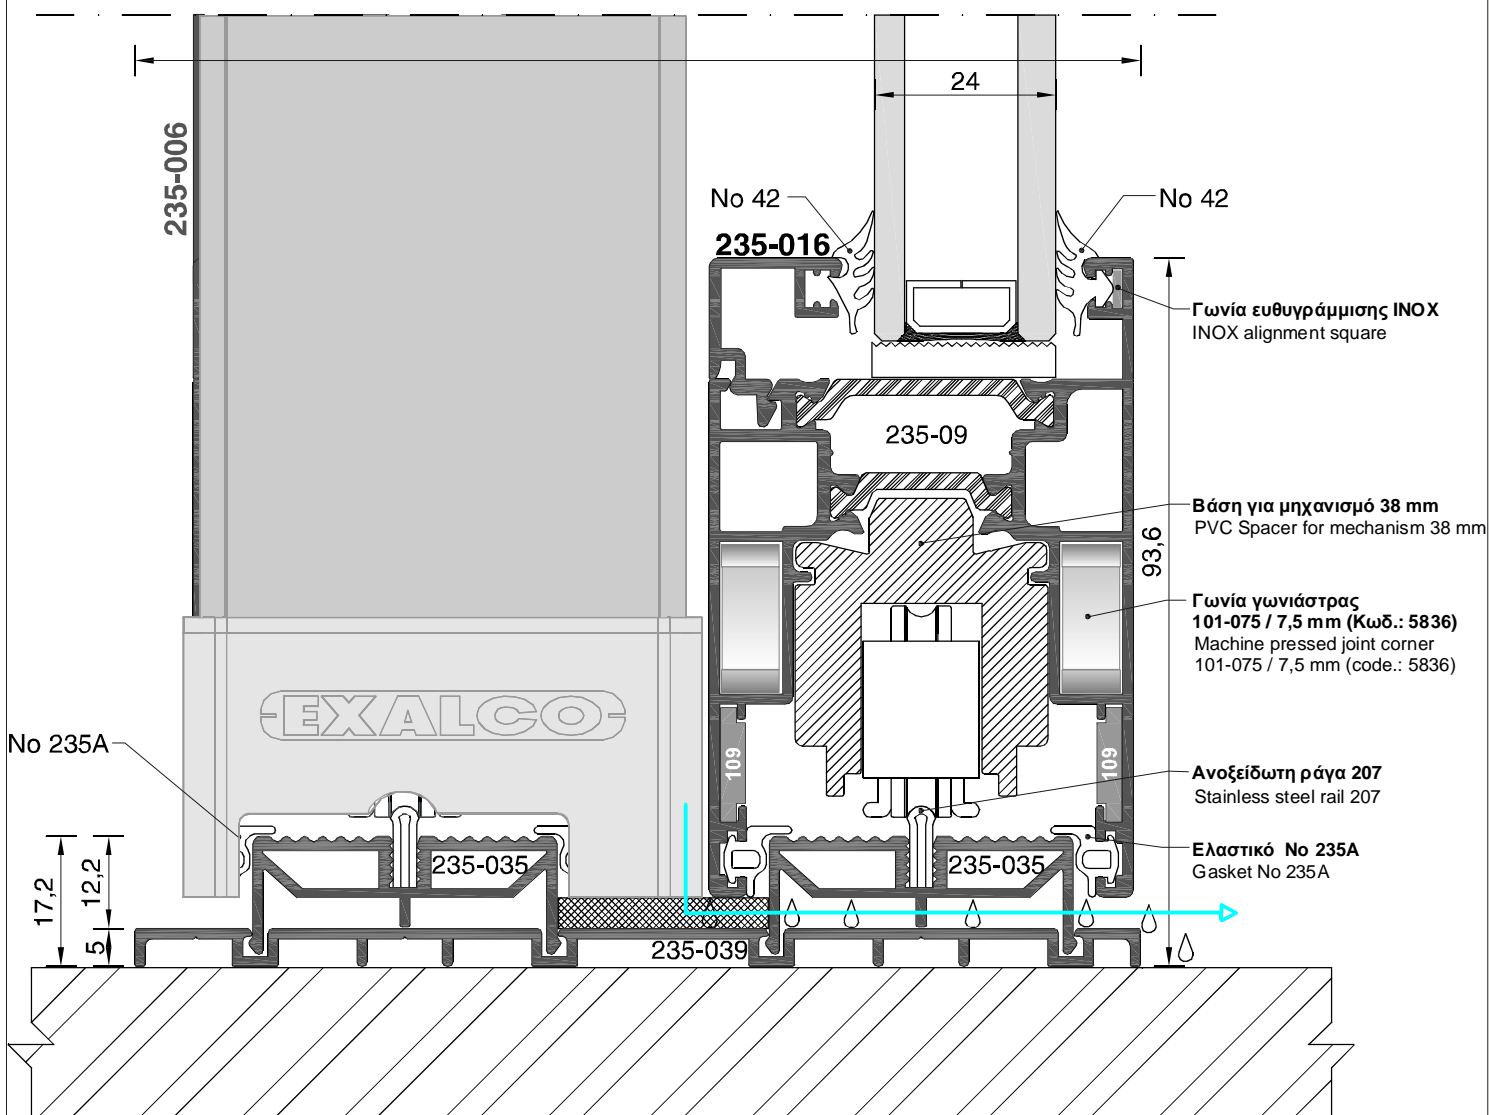 24
235-006
No 42
No 42
235-016
Γωνία ευθυγράμμισης INOX
INOX alignment square
235-09
Βάση για μηχανισμό 38 mm
PVC Spacer for mechanism 38 mm
93,6
Γωνία γωνιάστρας
101-075 / 7,5 mm (Κωδ.: 5836)
Machine pressed joint corner
101-075 / 7,5 mm (code.: 5836)
EXALCO
No 235A
109
109
Ανοξείδωτη ράγα 207
Stainless steel rail 207
235-035
235-035
Ελαστικό No 235A
Gasket No 235A
17,2
12,2
5
235-039